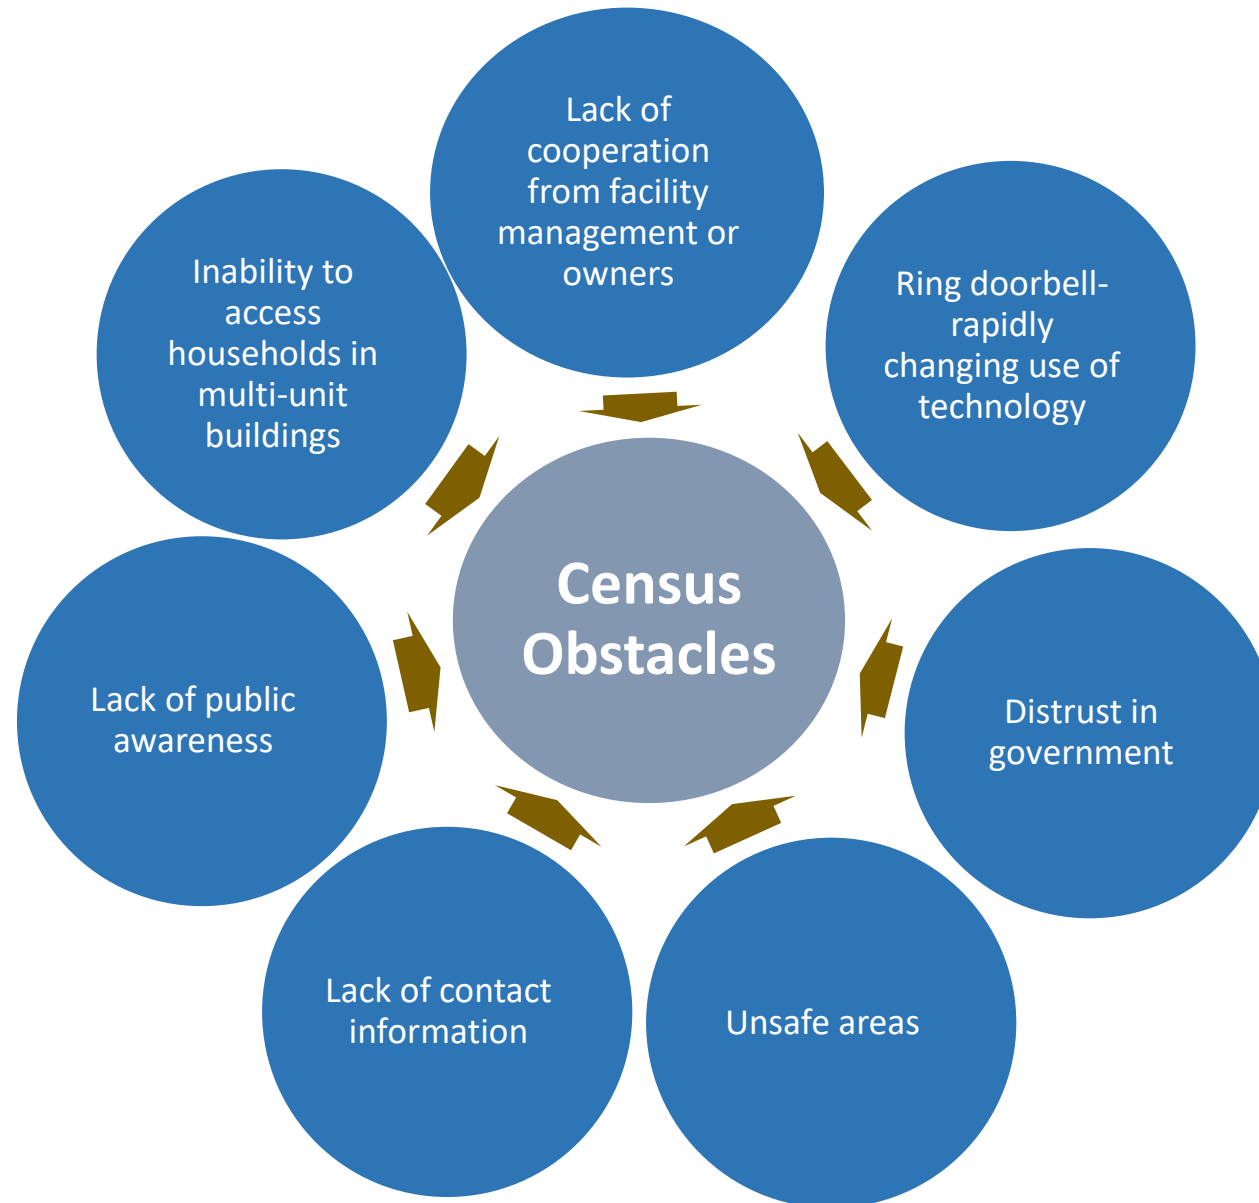 Lack of
cooperation
from facility
management or
owners
Ring doorbell-
rapidly
changing use of
technology
Distrust in
government
Unsafe areas
Lack of contact
information
Lack of public
awareness
Inability to
access
households in
multi-unit
buildings
Census
Obstacles